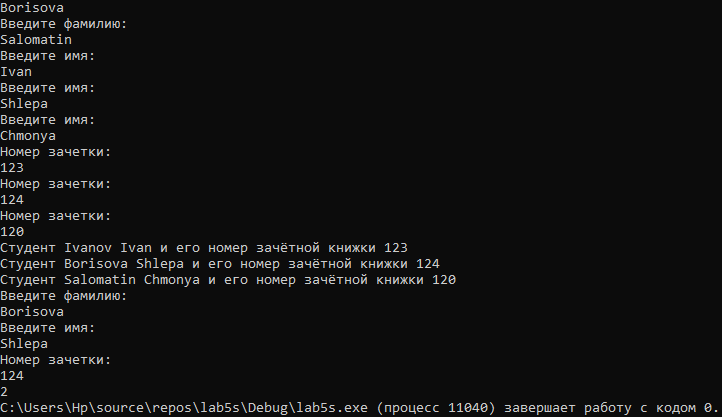 Borisova
Введите фамилию:
Salomatin
Введите имя:
Ivan
Введите имя:
Shlepa
Введите имя:
Chmonya
Номер зачетки:
123
Номер зачетки:
124
Номер зачетки:
120
Студент Ivanov Ivan и его номер зачётной книжки 123
Студент Borisova Shlepa и его номер зачётной книжки 124
Студент Salomatin Chmonya и его номер зачётной книжки 120
Введите фамилию:
Borisova
Введите имя:
Shlepa
Номер зачетки:
124
2
C:\Users\Hp\source\repos\lab5s\Debug\lab5s.exe (процесс 11040) завершает работу с кодом 0.